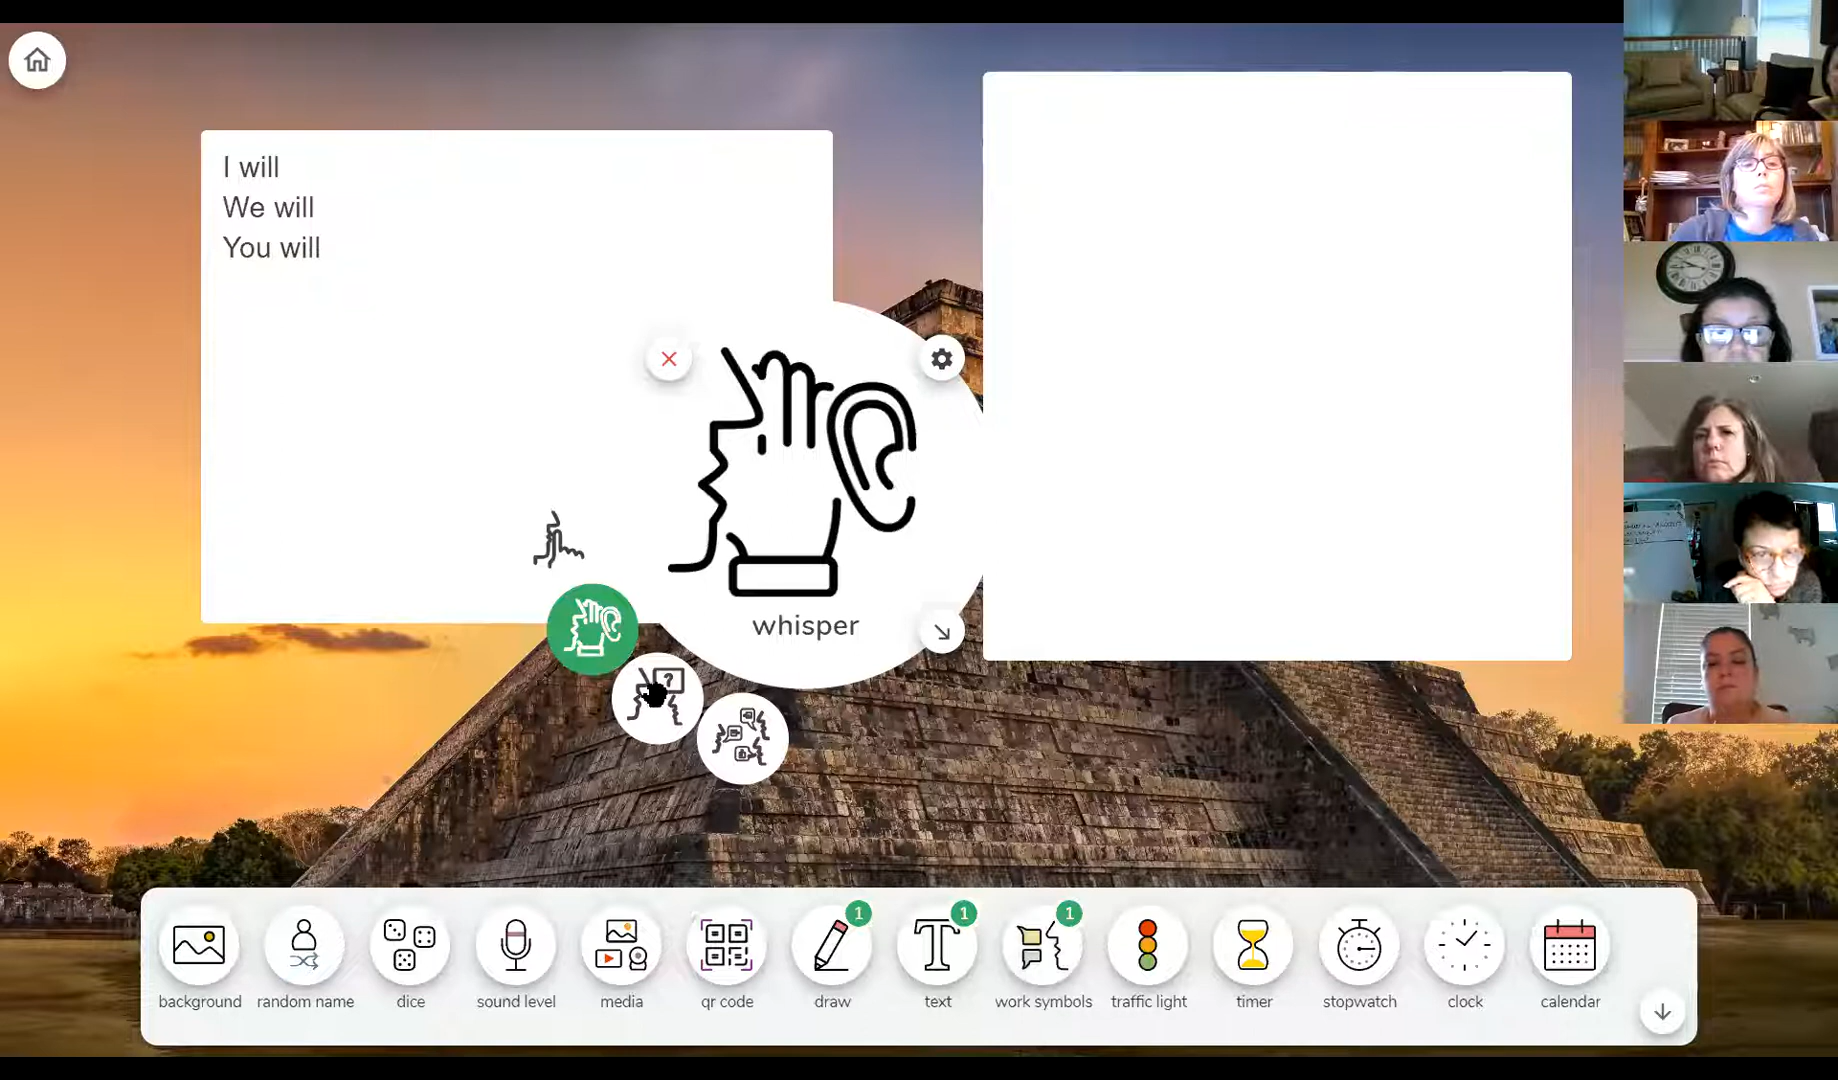 I will
We will
You will
whisper
?
1
1
1
background
random name
dice
sound level
media
qr code
draw
text
work symbols
traffic light
timer
stopwatch
clock
calendar